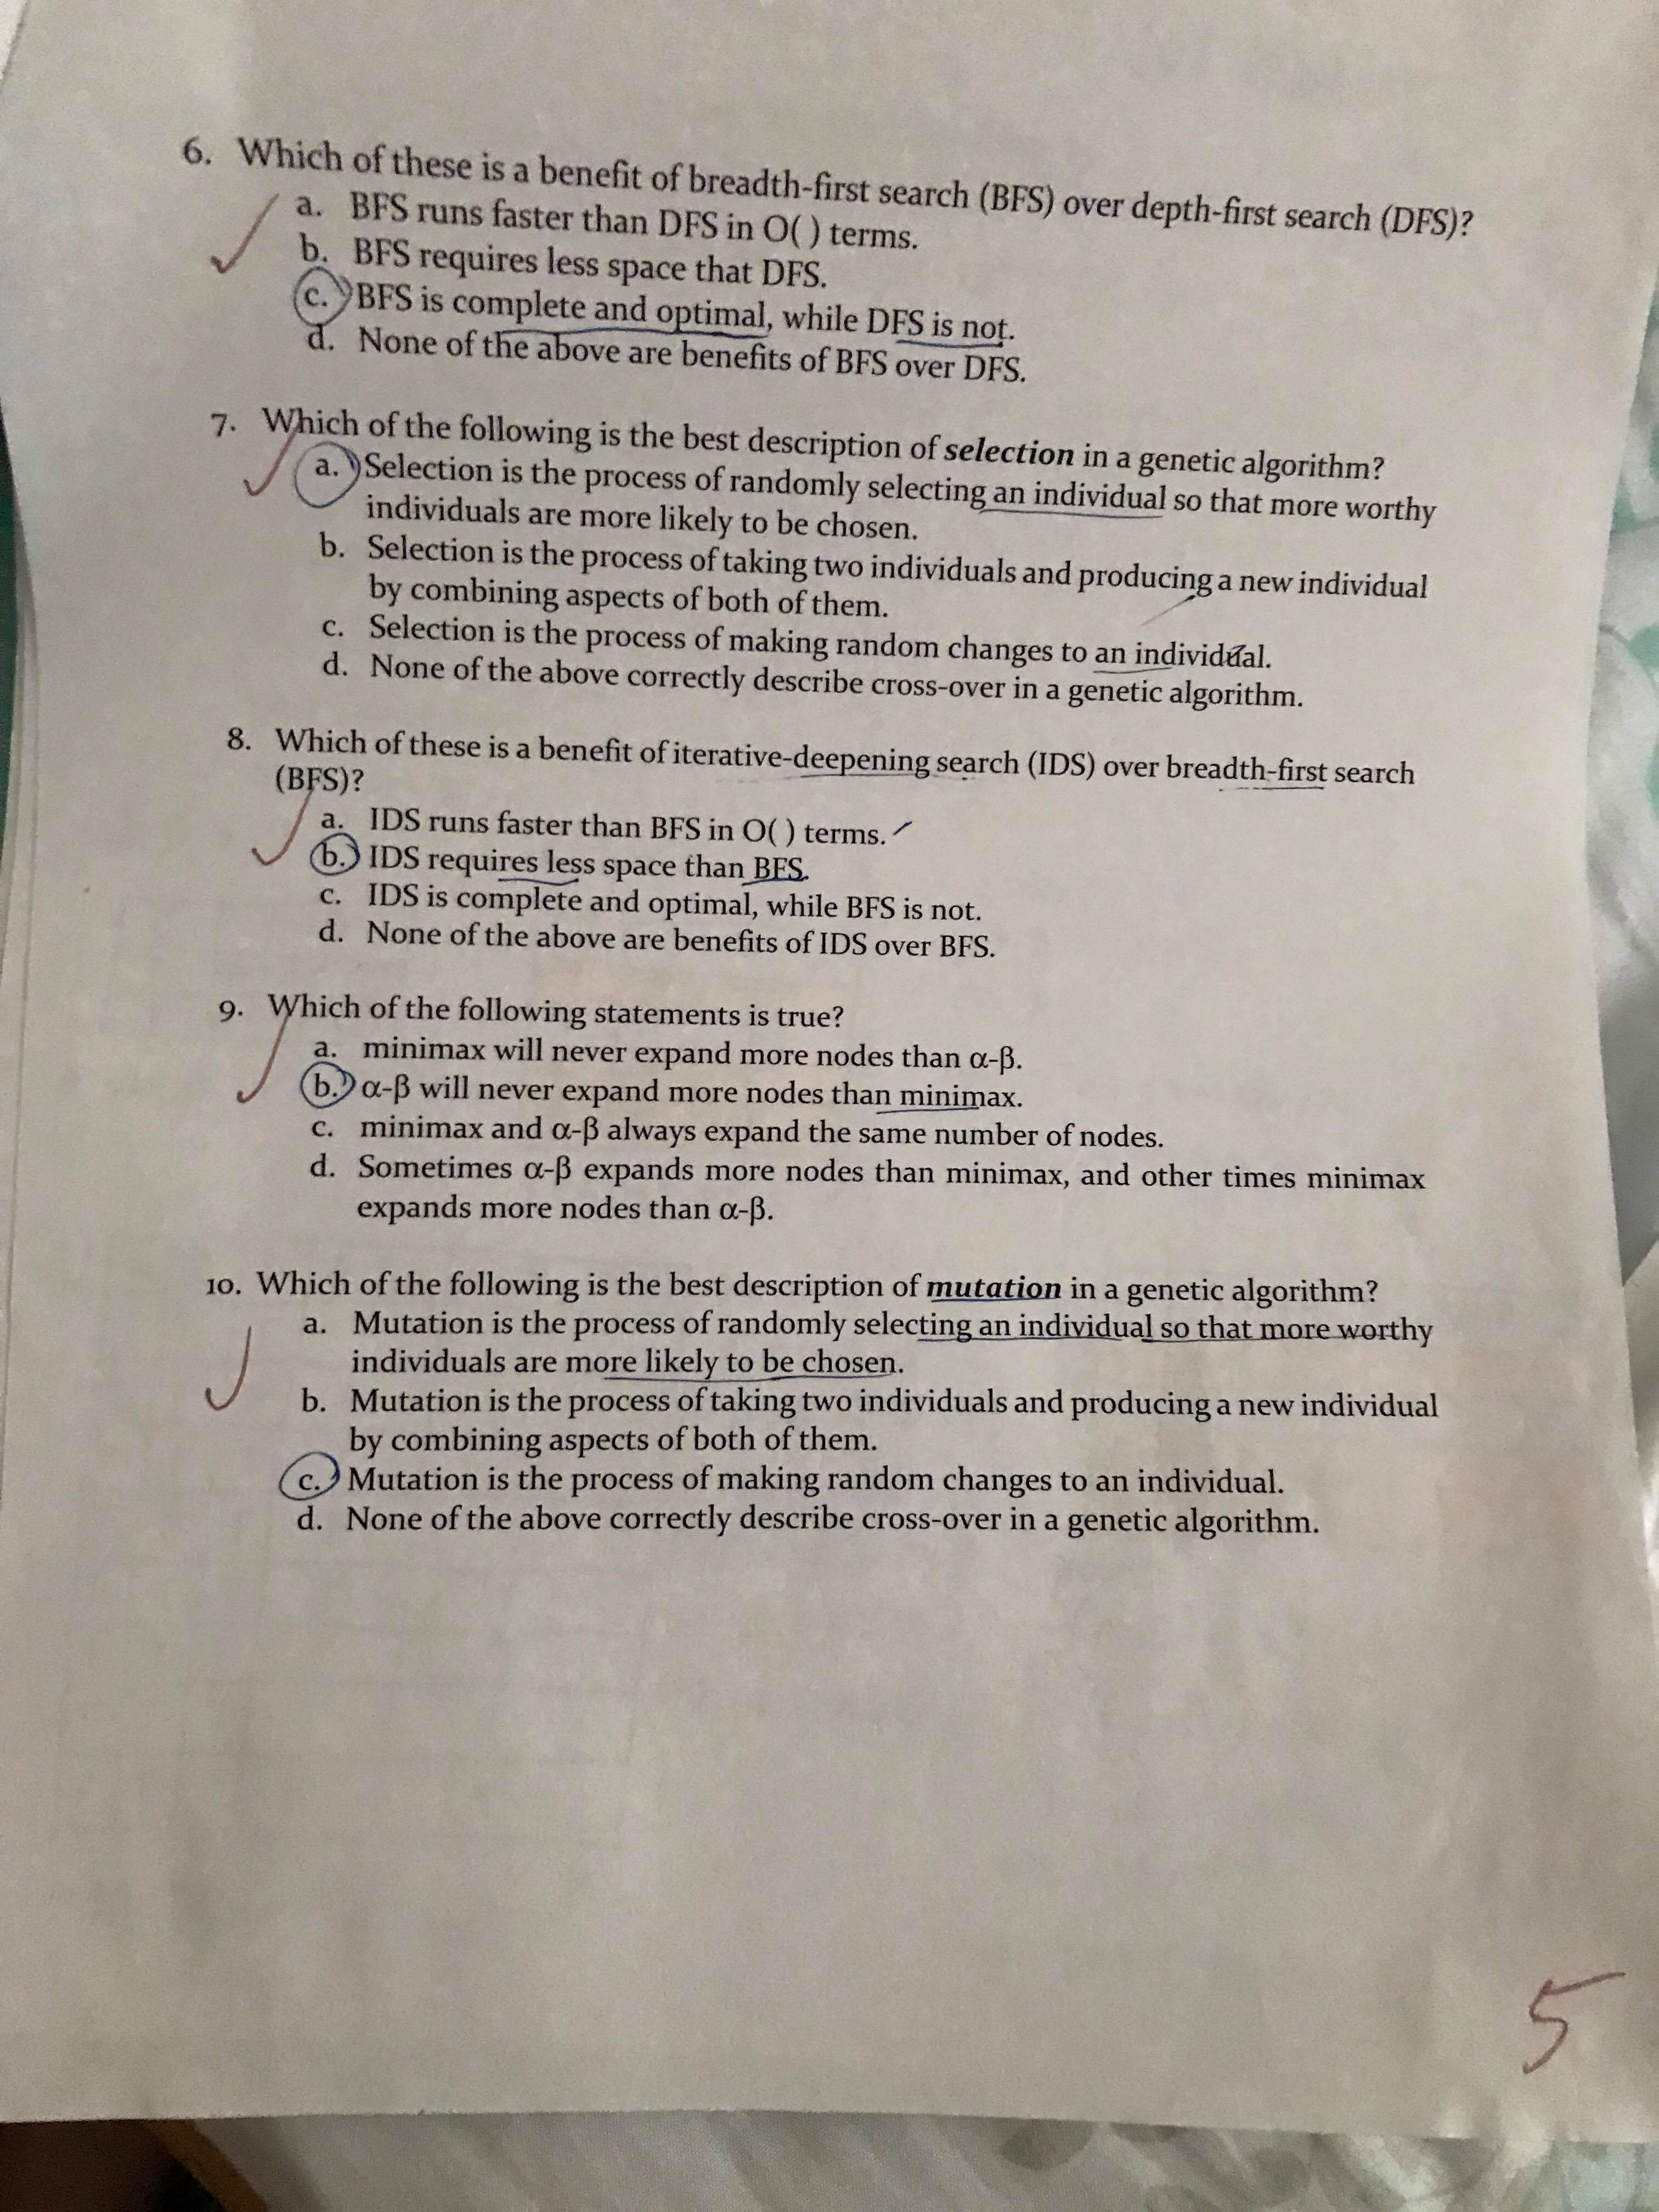 6. Which of these is a benefit of breadth-first search (BFS) over depth-first search (DFS)?
a. BFS runs faster than DFS in O( ) terms.
b. BFS requires less space that DFS.
c. BFS is complete and optimal, while DFS is not.
d. None of the above are benefits of BFS over DFS.
7. Which of the following is the best description of selection in a genetic algorithm?
a. Selection is the process of randomly selecting an individual so that more worthy
individuals are more likely to be chosen.
b. Selection is the process of taking two individuals and producing a new individual
by combining aspects of both of them.
c. Selection is the process of making random changes to an individual.
d. None of the above correctly describe cross-over in a genetic algorithm.
8. Which of these is a benefit of iterative-deepening search (IDS) over breadth-first search
(BFS)?
a. IDS runs faster than BFS in O( ) terms.
b. IDS requires less space than BFS.
c. IDS is complete and optimal, while BFS is not.
d. None of the above are benefits of IDS over BFS.
9. Which of the following statements is true?
a. minimax will never expand more nodes than α-β.
b. α-β will never expand more nodes than minimax.
c. minimax and α-β always expand the same number of nodes.
d. Sometimes α-β expands more nodes than minimax, and other times minimax
expands more nodes than α-β.
10. Which of the following is the best description of mutation in a genetic algorithm?
a. Mutation is the process of randomly selecting an individual so that more worthy
individuals are more likely to be chosen.
b. Mutation is the process of taking two individuals and producing a new individual
by combining aspects of both of them.
c. Mutation is the process of making random changes to an individual.
d. None of the above correctly describe cross-over in a genetic algorithm.
5